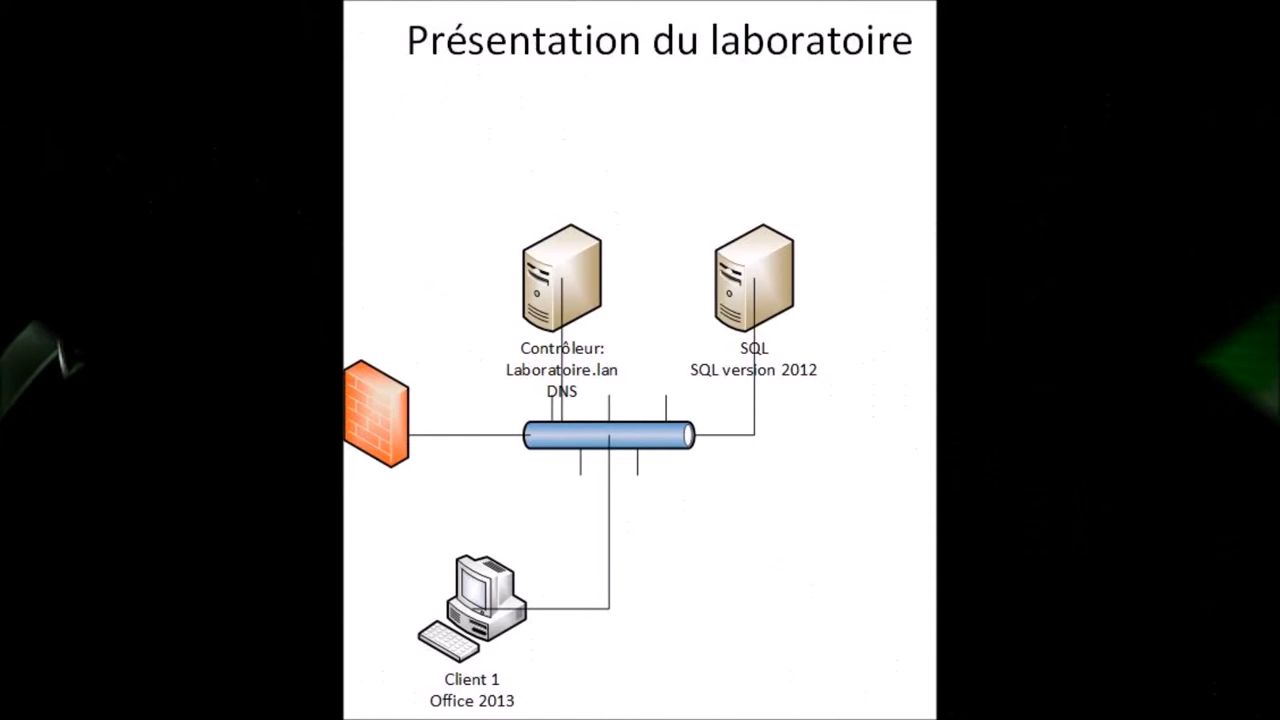 Présentation du laboratoire
Contrôleur:
Laboratoire.lan
DNS
SQL
SQL version 2012
Client 1
Office 2013